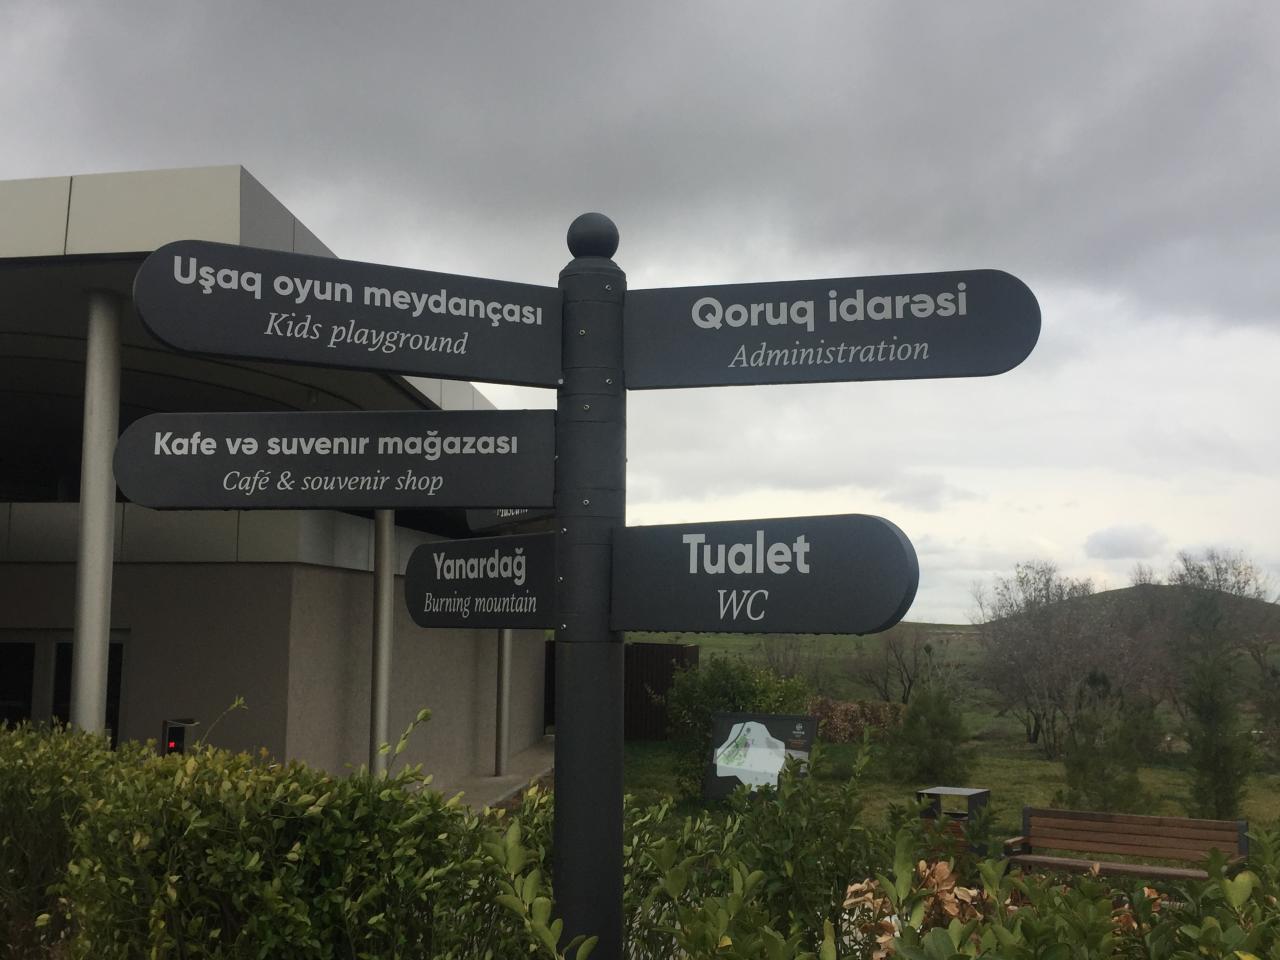 Uşaq oyun meydançası
Kids playground
Qoruq idarəsi
Administration
Kafe və suvenır mağazası
Café & souvenir shop
Yanardağ
Burning mountain
Tualet
WC